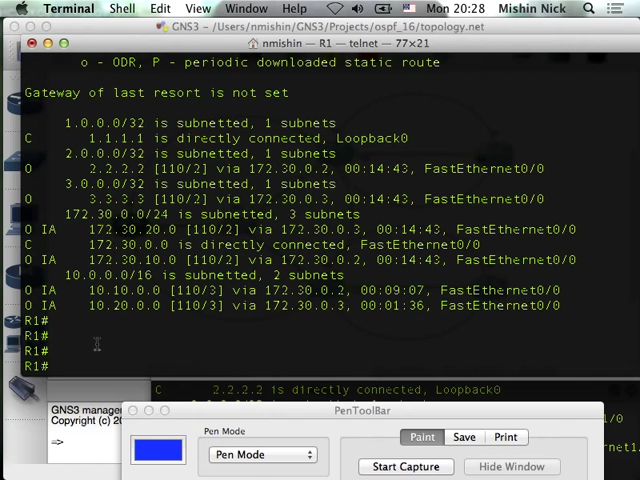 Terminal Shell Edit View Window Help Mon 20:28 Mishin Nick
GNS3 — /Users/nmishin/GNS3/Projects/ospf_16/topology.net
nmishin — R1 — telnet — 77×21
o - ODR, P - periodic downloaded static route
Gateway of last resort is not set
1.0.0.0/32 is subnetted, 1 subnets
C 1.1.1.1 is directly connected, Loopback0
2.0.0.0/32 is subnetted, 1 subnets
O 2.2.2.2 [110/2] via 172.30.0.2, 00:14:43, FastEthernet0/0
3.0.0.0/32 is subnetted, 1 subnets
O 3.3.3.3 [110/2] via 172.30.0.3, 00:14:43, FastEthernet0/0
172.30.0.0/24 is subnetted, 3 subnets
O IA 172.30.20.0 [110/2] via 172.30.0.3, 00:14:43, FastEthernet0/0
C 172.30.0.0 is directly connected, FastEthernet0/0
O IA 172.30.10.0 [110/2] via 172.30.0.2, 00:14:43, FastEthernet0/0
10.0.0.0/16 is subnetted, 2 subnets
O IA 10.10.0.0 [110/3] via 172.30.0.2, 00:09:07, FastEthernet0/0
O IA 10.20.0.0 [110/3] via 172.30.0.3, 00:01:36, FastEthernet0/0
R1#
R1#
R1#
R1#
C 2.2.2.2 is directly connected, Loopback0
GNS3 manage
Copyright (c) 20
=>
PenToolBar
Pen Mode
Pen Mode
Paint Save Print
Start Capture Hide Window